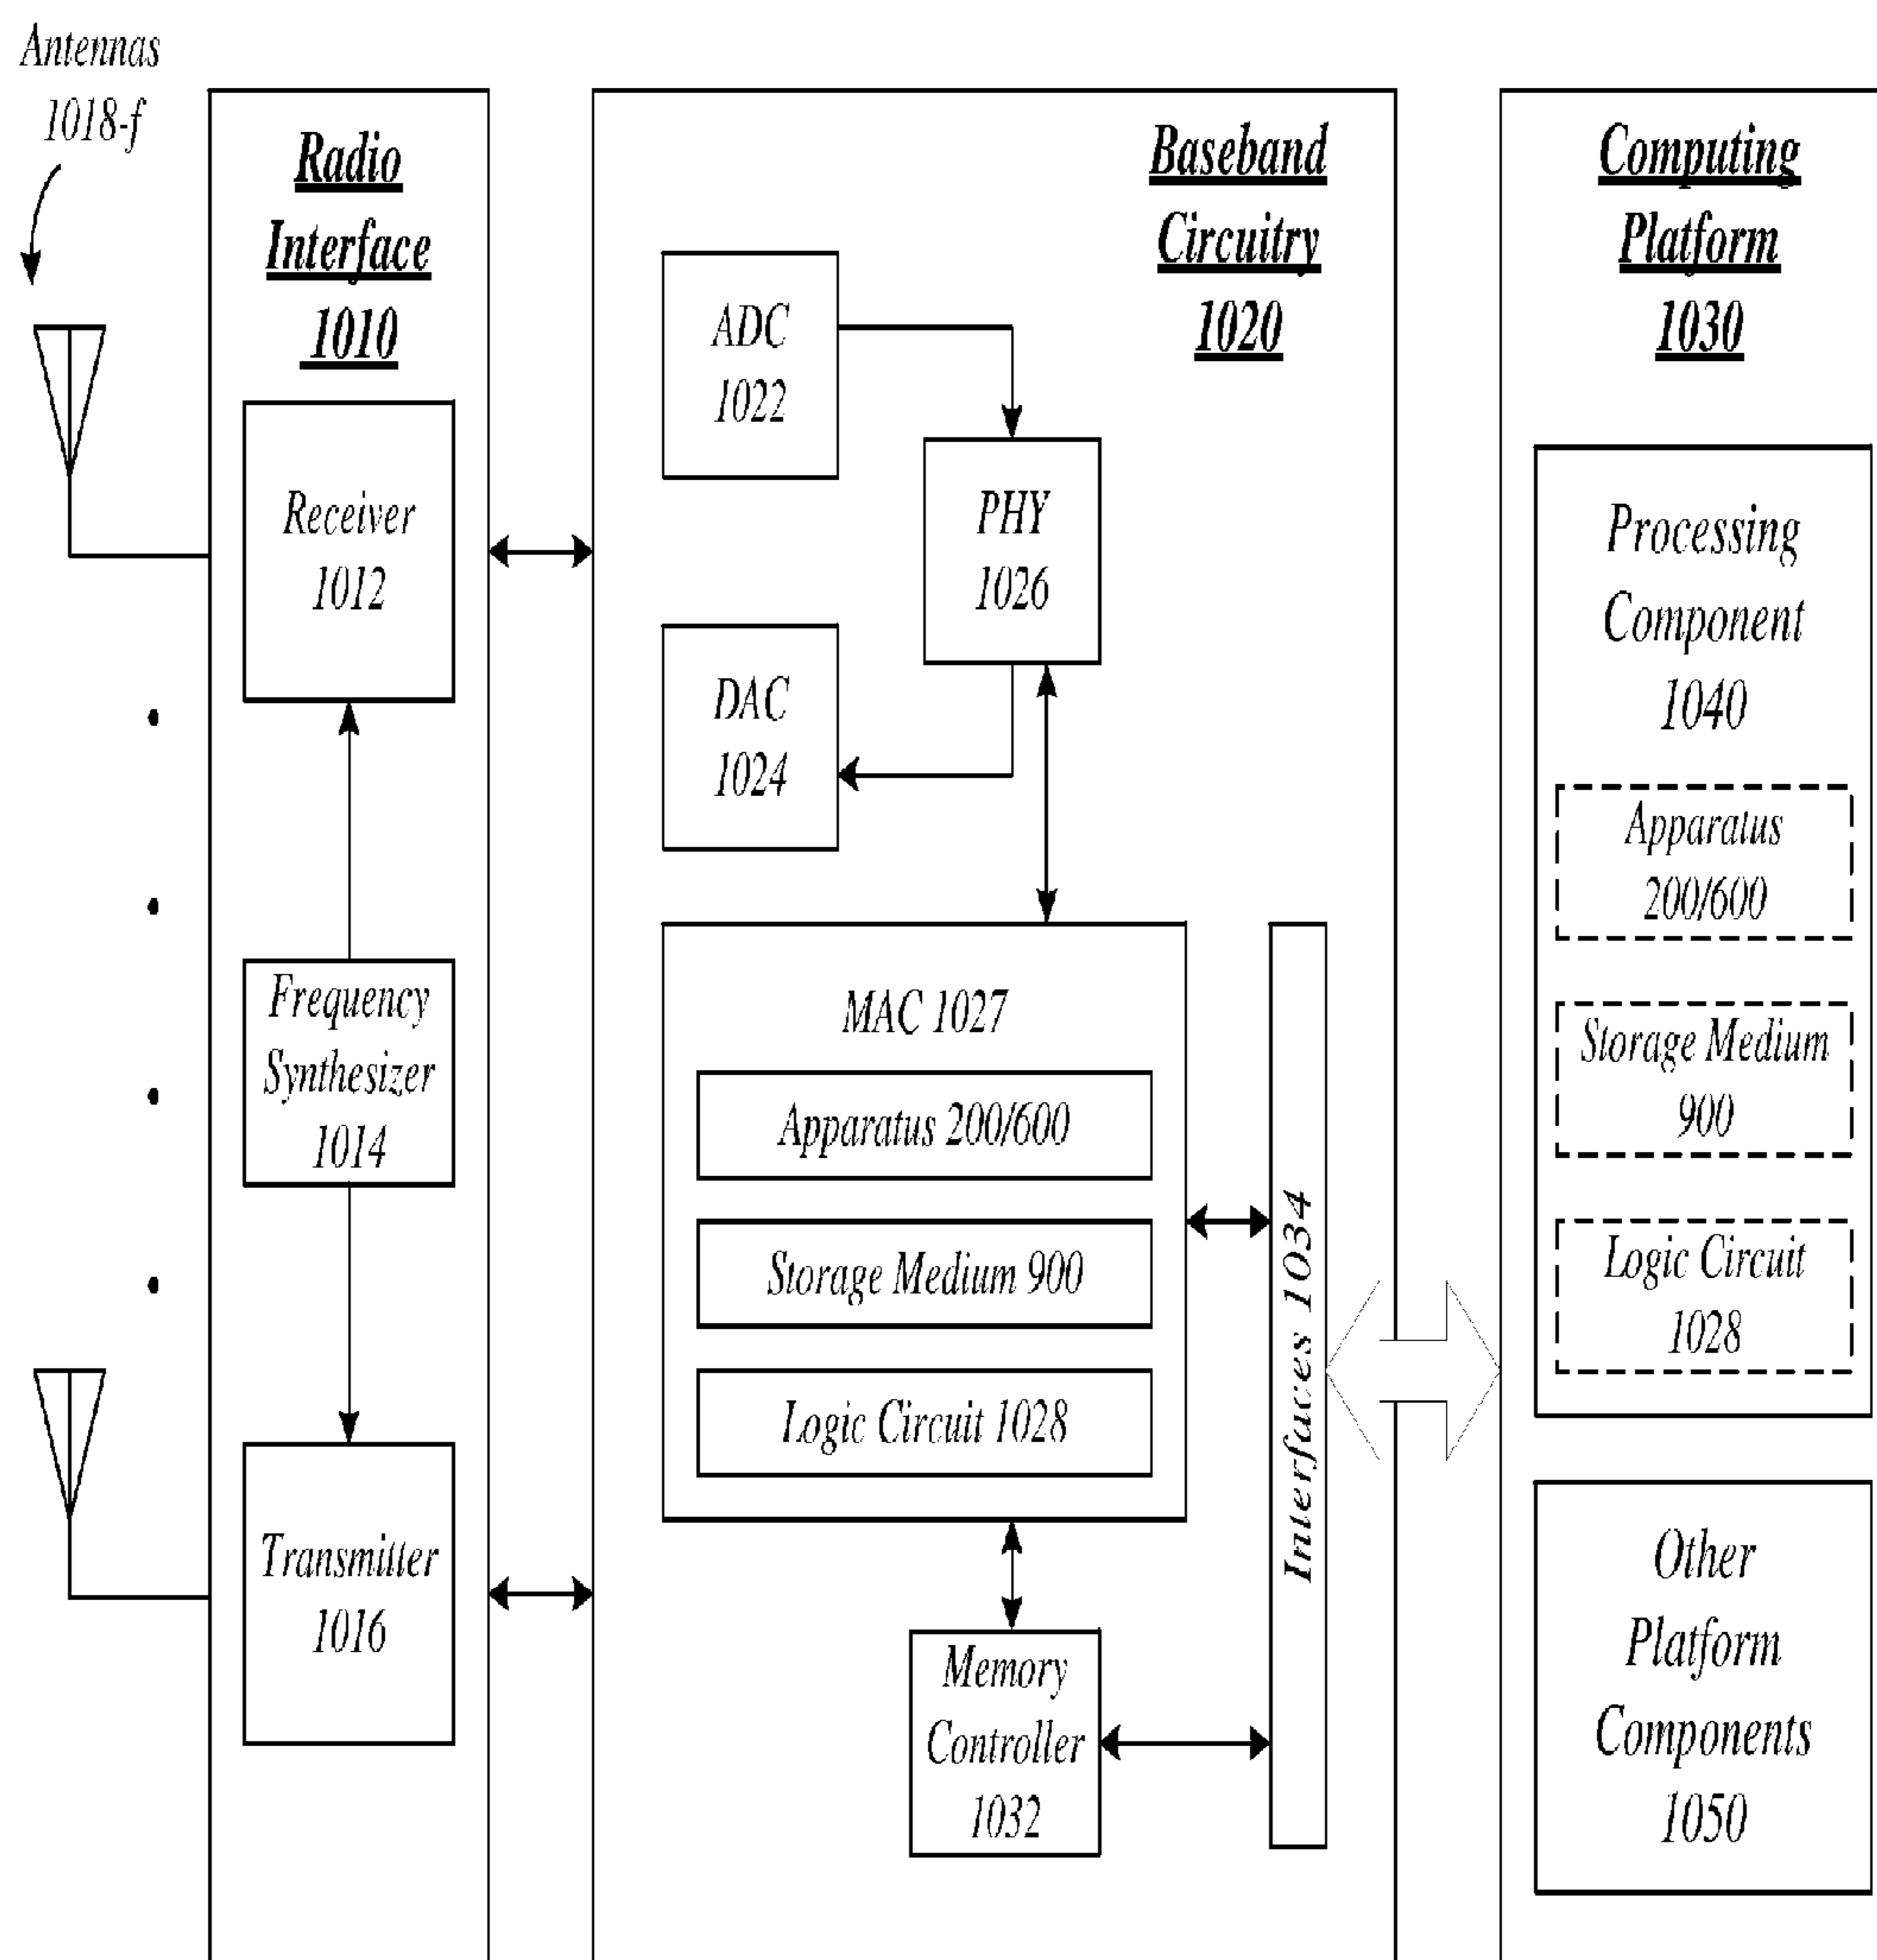 Antennas
1018-f
Radio
Interface
1010
Receiver
1012
Frequency
Synthesizer
1014
Transmitter
1016
Baseband
Circuitry
1020
ADC
1022
PHY
1026
DAC
1024
MAC 1027
Apparatus 200/600
Storage Medium 900
Logic Circuit 1028
Memory
Controller
1032
Interfaces 1034
Computing
Platform
1030
Processing
Component
1040
Apparatus
200/600
Storage Medium
900
Logic Circuit
1028
Other
Platform
Components
1050